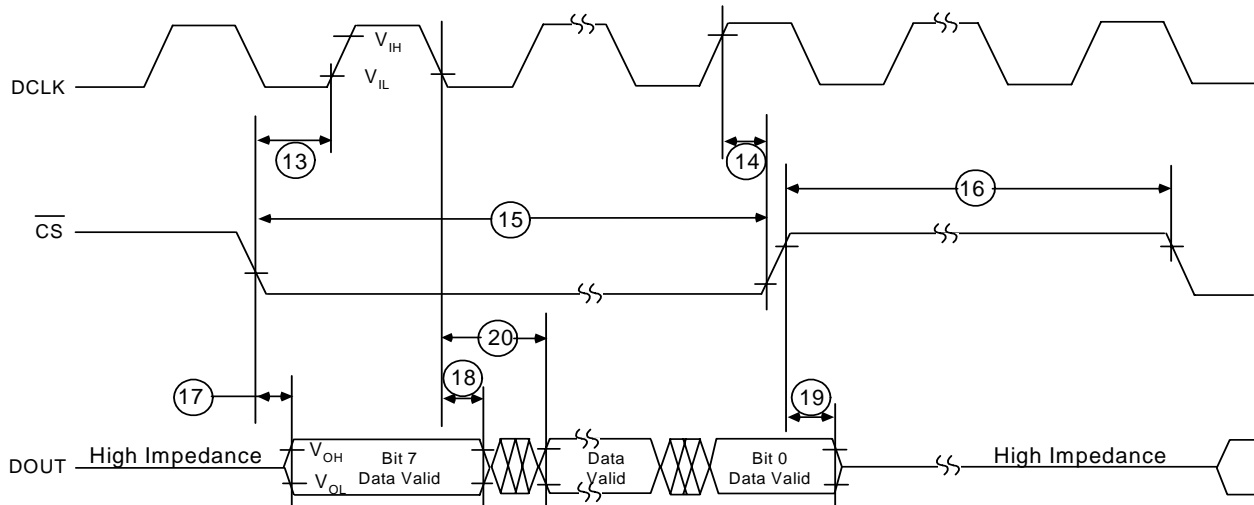 V_IH
DCLK
V_IL
13
14
16
15
C̅S̅
20
17
18
19
High Impedance
V_OH
Bit 7
Data
Bit 0
High Impedance
DOUT
V_OL
Data Valid
Valid
Data Valid